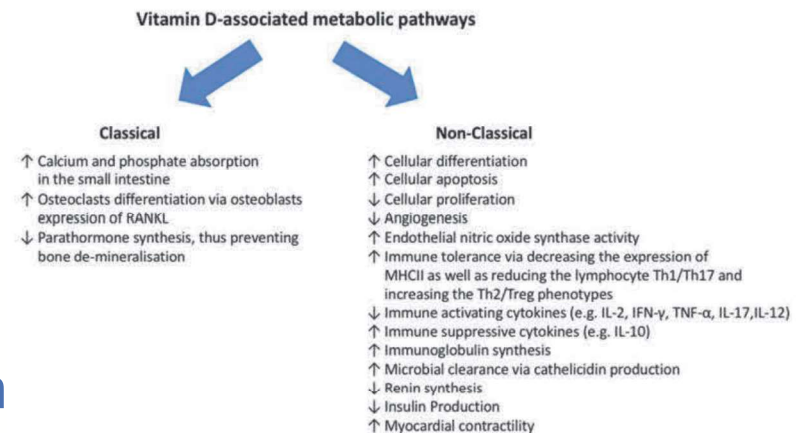 Vitamin D-associated metabolic pathways
Classical
↑ Calcium and phosphate absorption
in the small intestine
↑ Osteoclasts differentiation via osteoblasts
expression of RANKL
↓ Parathormone synthesis, thus preventing
bone de-mineralisation
Non-Classical
↑ Cellular differentiation
↑ Cellular apoptosis
↓ Cellular proliferation
↓ Angiogenesis
↑ Endothelial nitric oxide synthase activity
↑ Immune tolerance via decreasing the expression of
MHCII as well as reducing the lymphocyte Th1/Th17 and
increasing the Th2/Treg phenotypes
↓ Immune activating cytokines (e.g. IL-2, IFN-γ, TNF-α, IL-17,IL-12)
↑ Immune suppressive cytokines (e.g. IL-10)
↑ Immunoglobulin synthesis
↑ Microbial clearance via cathelicidin production
↓ Renin synthesis
↓ Insulin Production
↑ Myocardial contractility